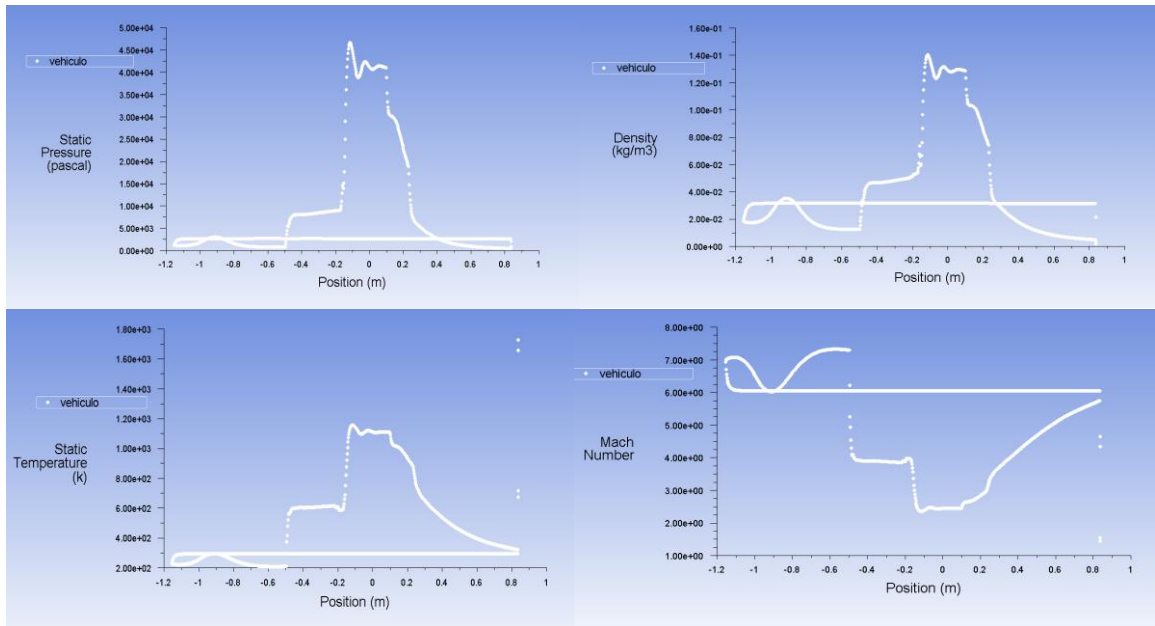 5.00e+04
vehiculo
4.50e+04
4.00e+04
3.50e+04
3.00e+04
Static
Pressure
(pascal)
2.50e+04
2.00e+04
1.50e+04
1.00e+04
5.00e+03
0.00e+00
-1.2 -1 -0.8 -0.6 -0.4 -0.2 0 0.2 0.4 0.6 0.8 1
Position (m)
1.60e-01
vehiculo
1.40e-01
1.20e-01
1.00e-01
Density
(kg/m3)
8.00e-02
6.00e-02
4.00e-02
2.00e-02
0.00e+00
-1.2 -1 -0.8 -0.6 -0.4 -0.2 0 0.2 0.4 0.6 0.8 1
Position (m)
1.80e+03
1.60e+03
vehiculo
1.40e+03
1.20e+03
Static
Temperature
(k)
1.00e+03
8.00e+02
6.00e+02
4.00e+02
2.00e+02
-1.2 -1 -0.8 -0.6 -0.4 -0.2 0 0.2 0.4 0.6 0.8 1
Position (m)
8.00e+00
vehiculo
7.00e+00
6.00e+00
5.00e+00
Mach
Number
4.00e+00
3.00e+00
2.00e+00
1.00e+00
-1.2 -1 -0.8 -0.6 -0.4 -0.2 0 0.2 0.4 0.6 0.8 1
Position (m)